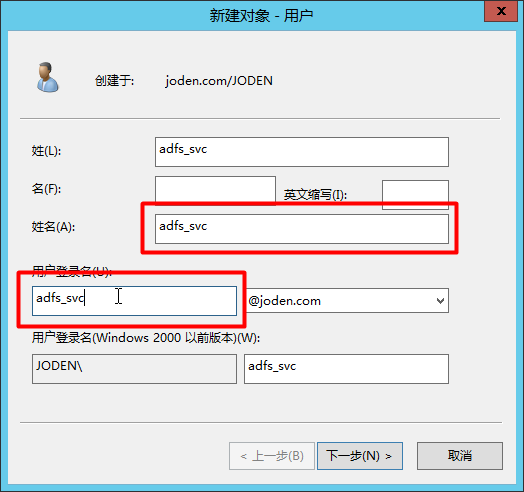 新建对象 - 用户
x
创建于: joden.com/JODEN
姓(L): adfs_svc
名(F): 英文缩写(I):
姓名(A): adfs_svc
用户登录名(U):
adfs_svc @joden.com
用户登录名(Windows 2000 以前版本)(W):
JODEN\ adfs_svc
< 上一步(B) 下一步(N) > 取消